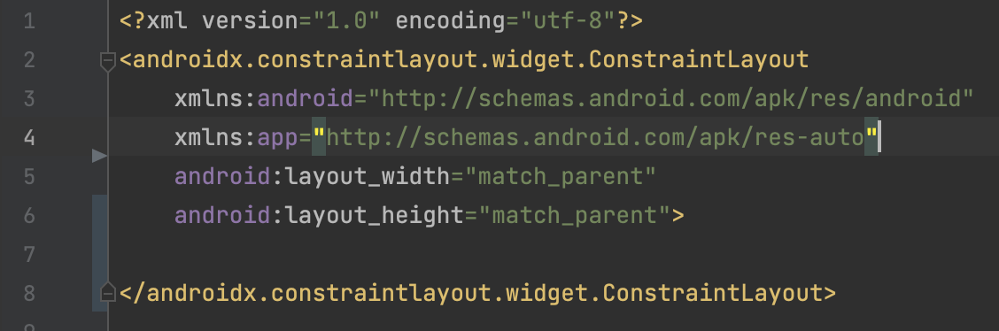 1 <?xml version="1.0" encoding="utf-8"?>
2 <androidx.constraintlayout.widget.ConstraintLayout
3 xmlns:android="http://schemas.android.com/apk/res/android"
4 xmlns:app="http://schemas.android.com/apk/res-auto"
5 android:layout_width="match_parent"
6 android:layout_height="match_parent">
7
8 </androidx.constraintlayout.widget.ConstraintLayout>
9